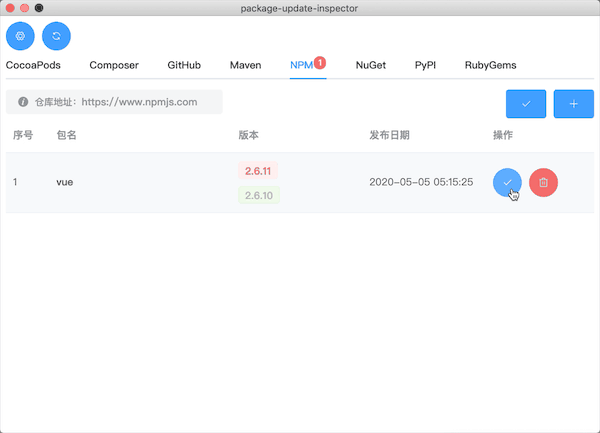 package-update-inspector
CocoaPods Composer GitHub Maven NPM 1 NuGet PyPI RubyGems
仓库地址：https://www.npmjs.com
序号 包名 版本 发布日期 操作
1 vue 2.6.11 2020-05-05 05:15:25
2.6.10